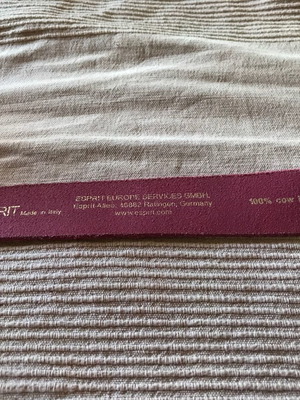 RIT Made in Italy
ESPRIT EUROPE SERVICES GMBH,
Esprit-Allee, 40882 Ratingen, Germany
www.esprit.com
100% cow